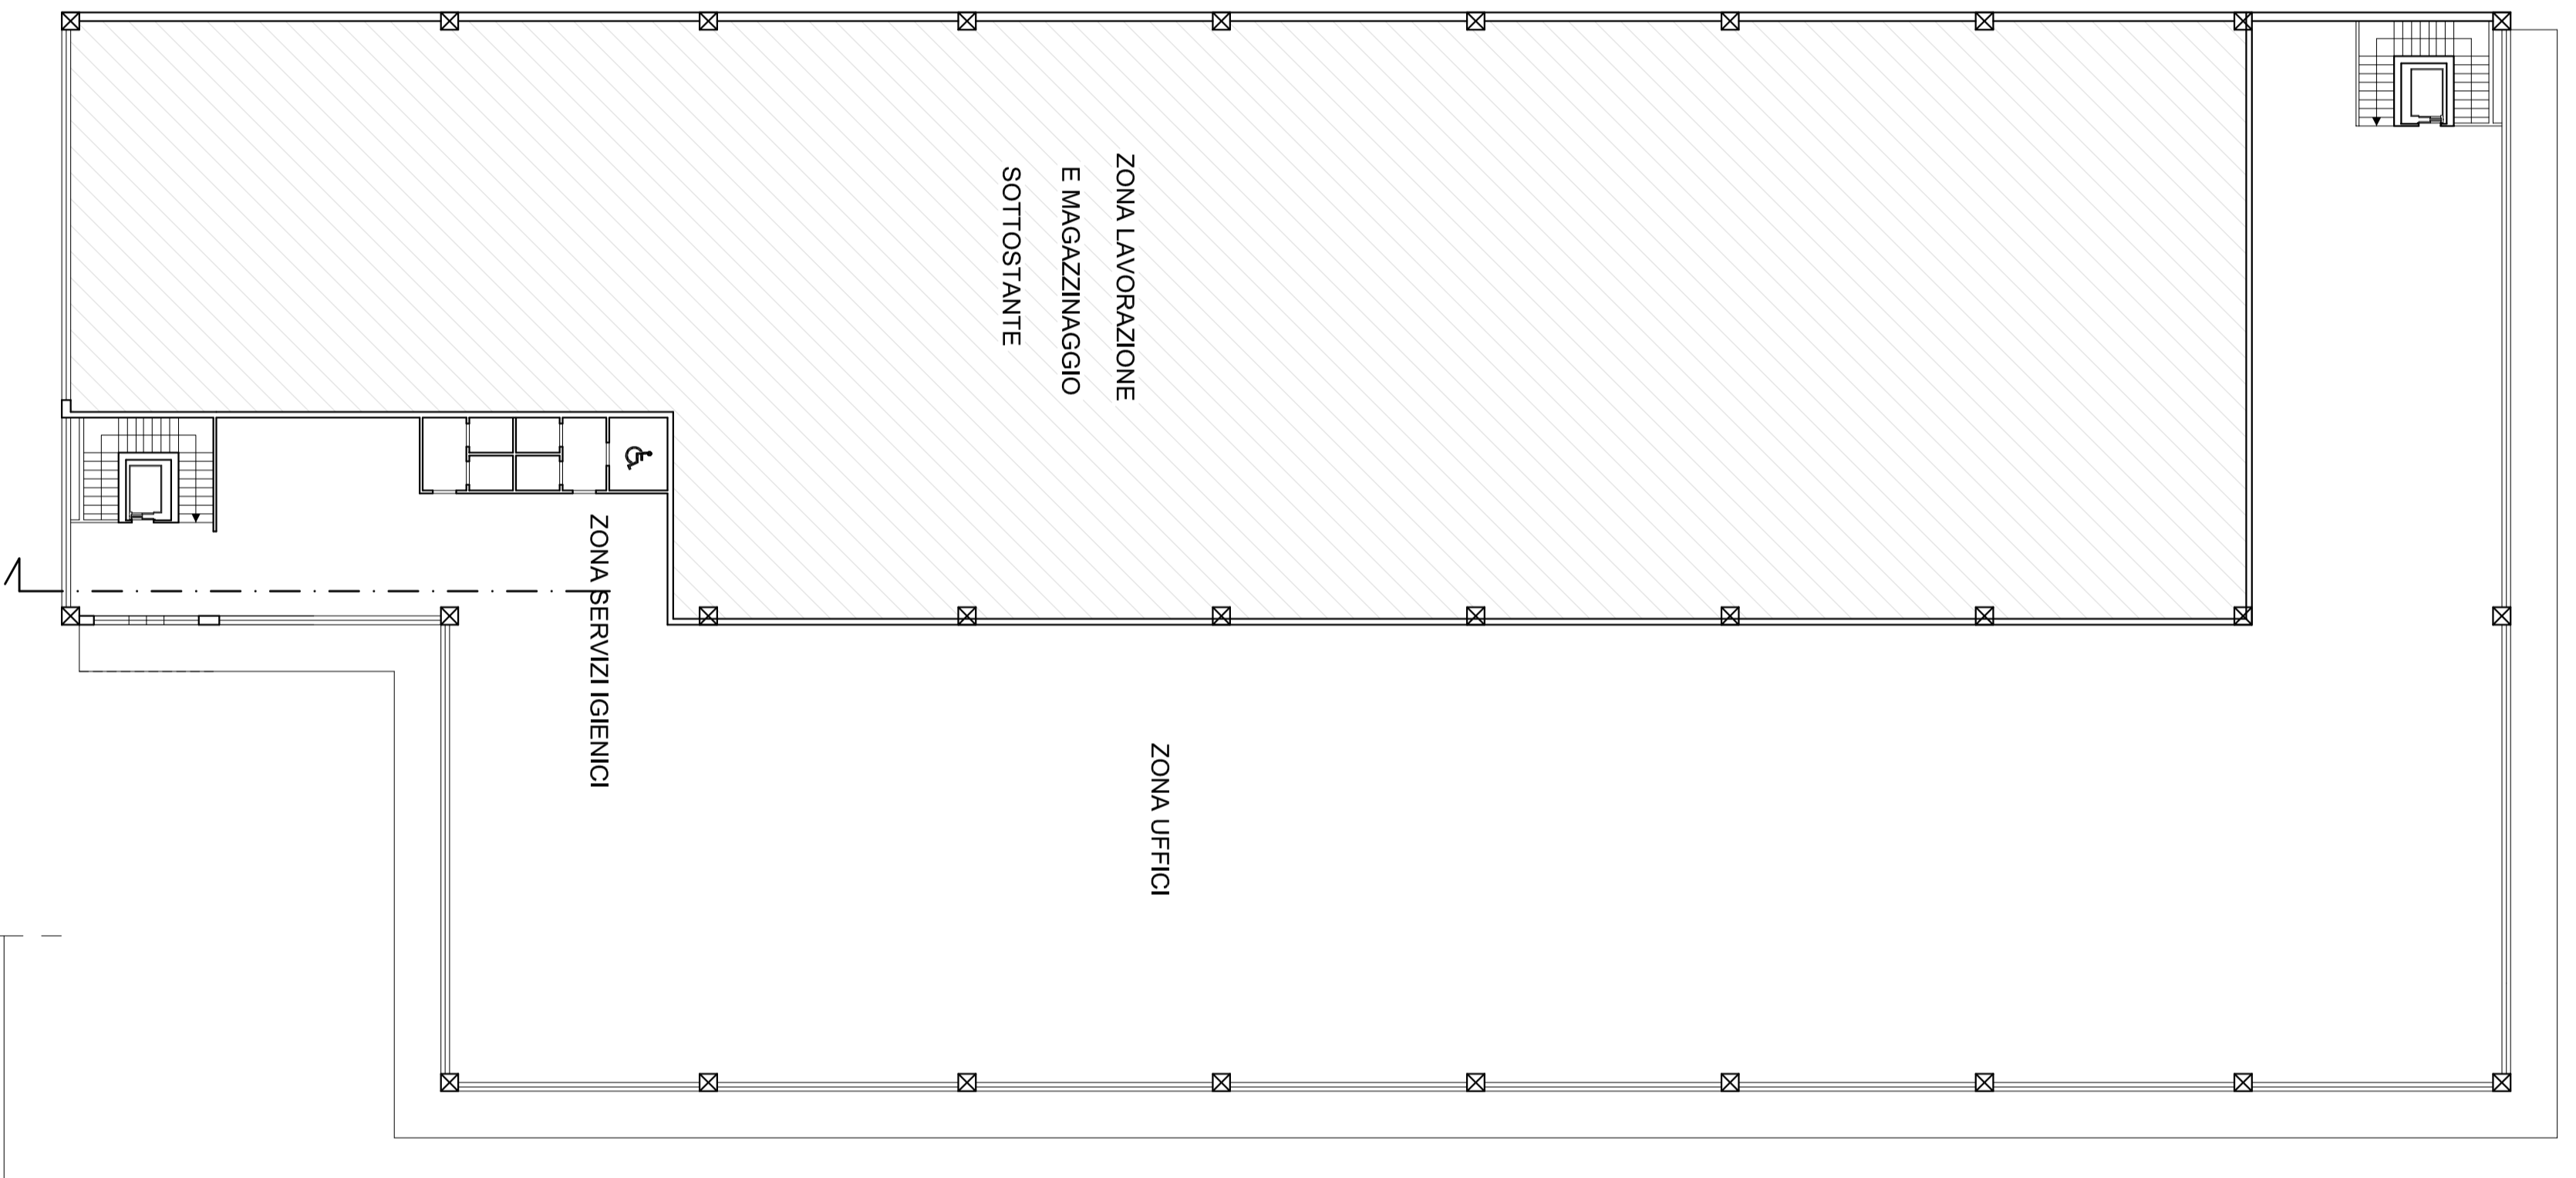 ZONA LAVORAZIONE
E MAGAZZINAGGIO
SOTTOSTANTE
ZONA SERVIZI IGIENICI
ZONA UFFICI